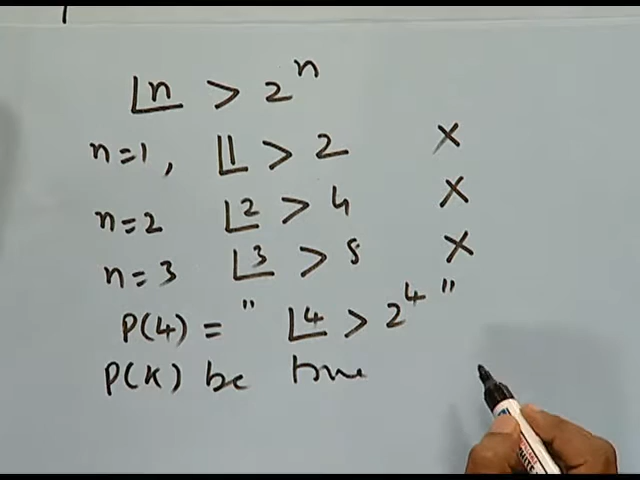 ⌊n > 2^n
n=1, ⌊1 > 2 ×
n=2 ⌊2 > 4 ×
n=3 ⌊3 > 8 ×
P(4) = " ⌊4 > 2^4 "
P(K) be true